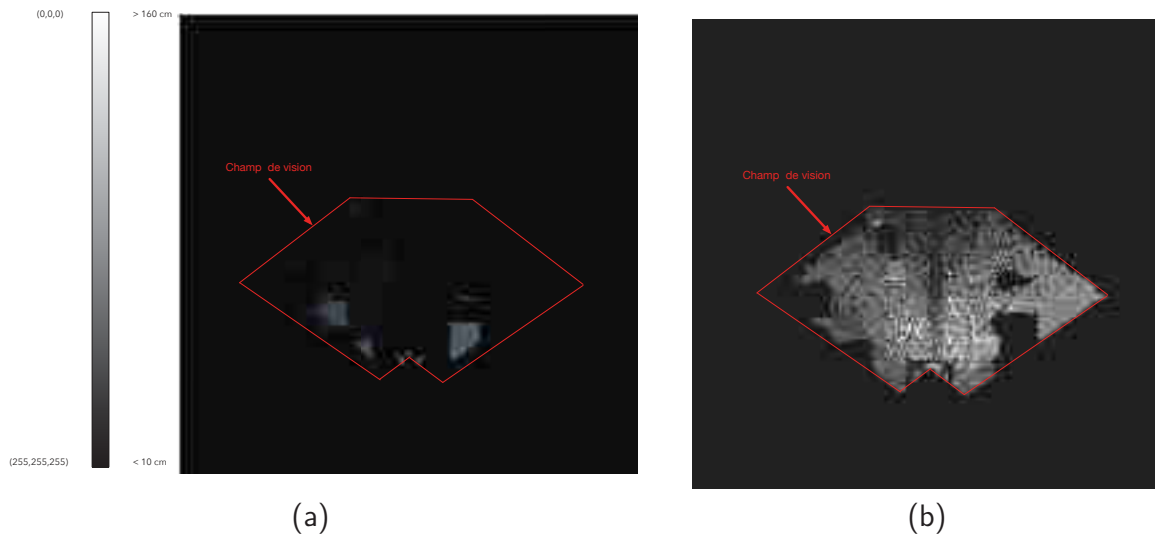 (0,0,0) > 160 cm
Champ de vision
Champ de vision
(255,255,255) < 10 cm
(a) (b)